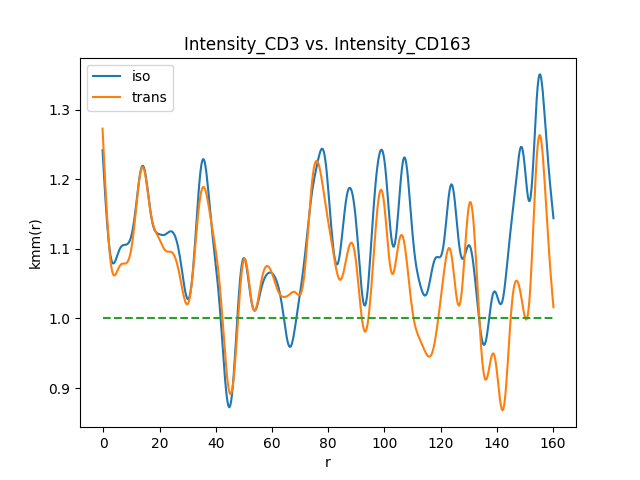 Intensity_CD3 vs. Intensity_CD163
iso
trans
kmm(r)
1.3
1.2
1.1
1.0
0.9
0 20 40 60 80 100 120 140 160
r